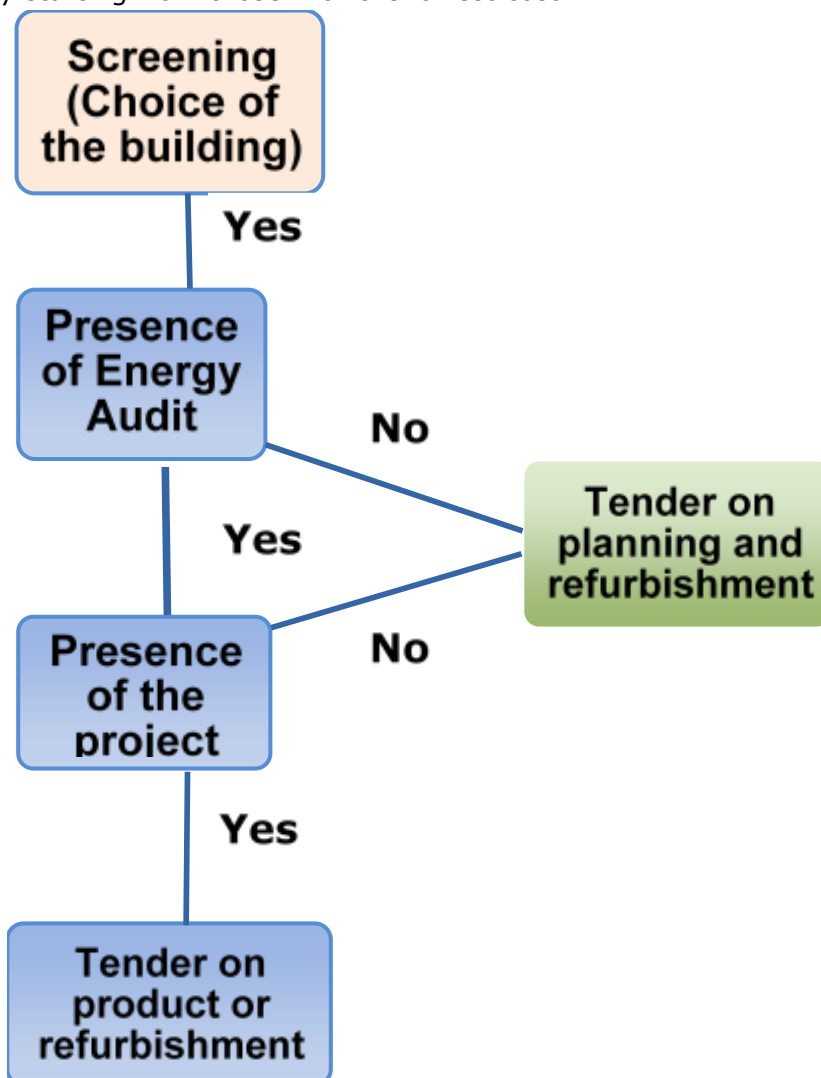 Screening
(Choice of
the building)
Yes
Presence
of Energy
Audit
No
Yes
Tender on
planning and
refurbishment
Presence
of the
project
No
Yes
Tender on
product or
refurbishment